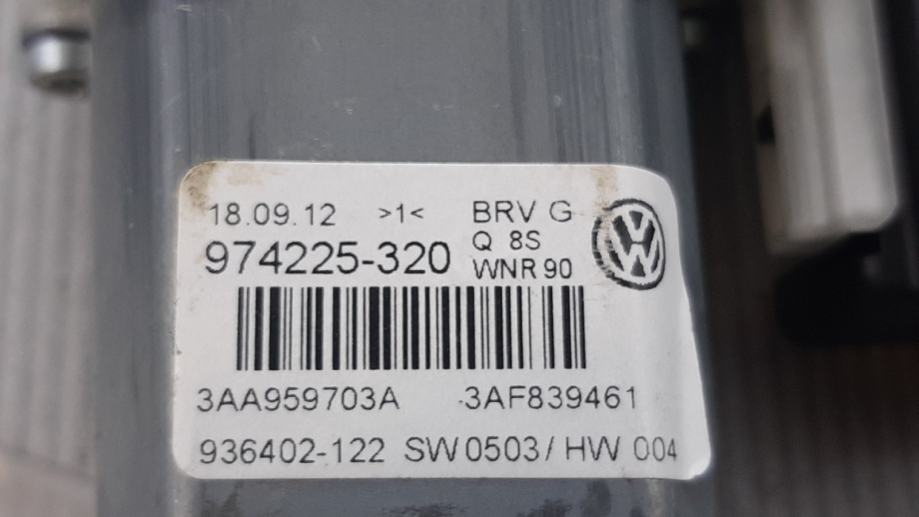 18.09.12 >1< BRV G
974225-320 Q 8S
WNR 90
3AA959703A 3AF839461
936402-122 SW0503/HW 004